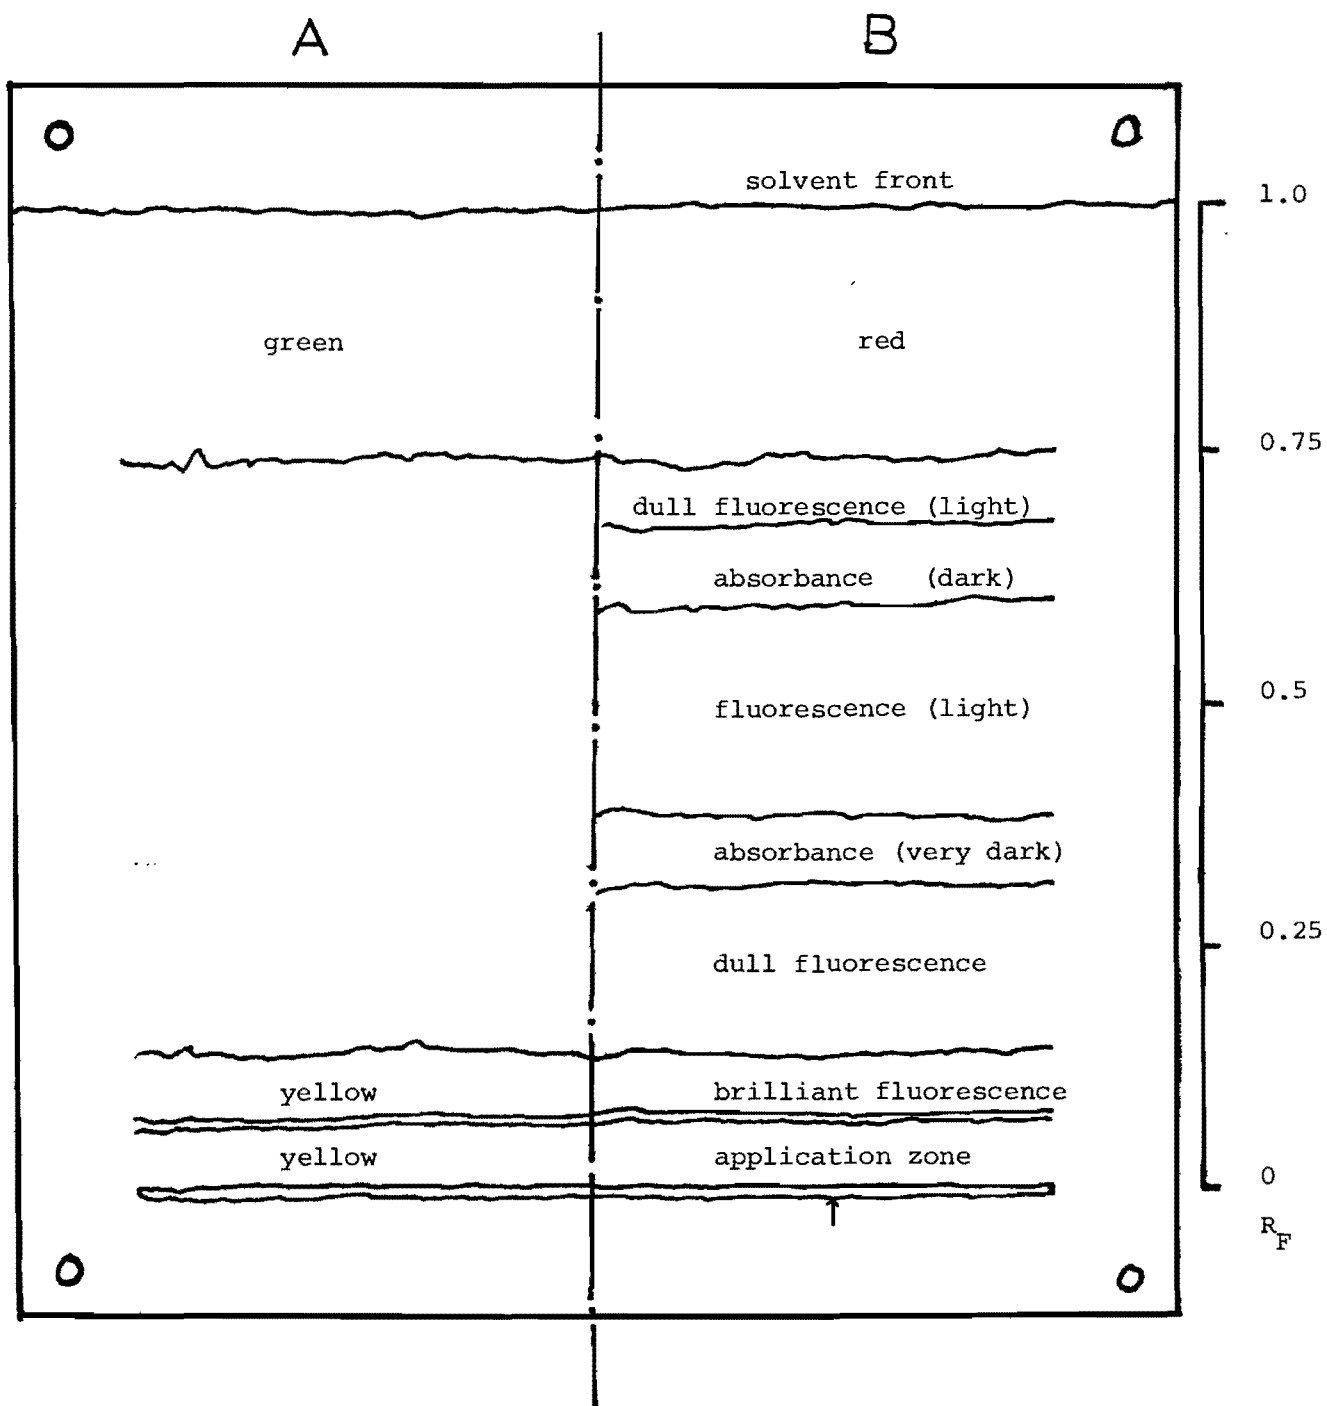 A B
solvent front
1.0
green red
0.75
dull fluorescence (light)
absorbance (dark)
0.5
fluorescence (light)
absorbance (very dark)
0.25
dull fluorescence
yellow brilliant fluorescence
yellow application zone
0
RF